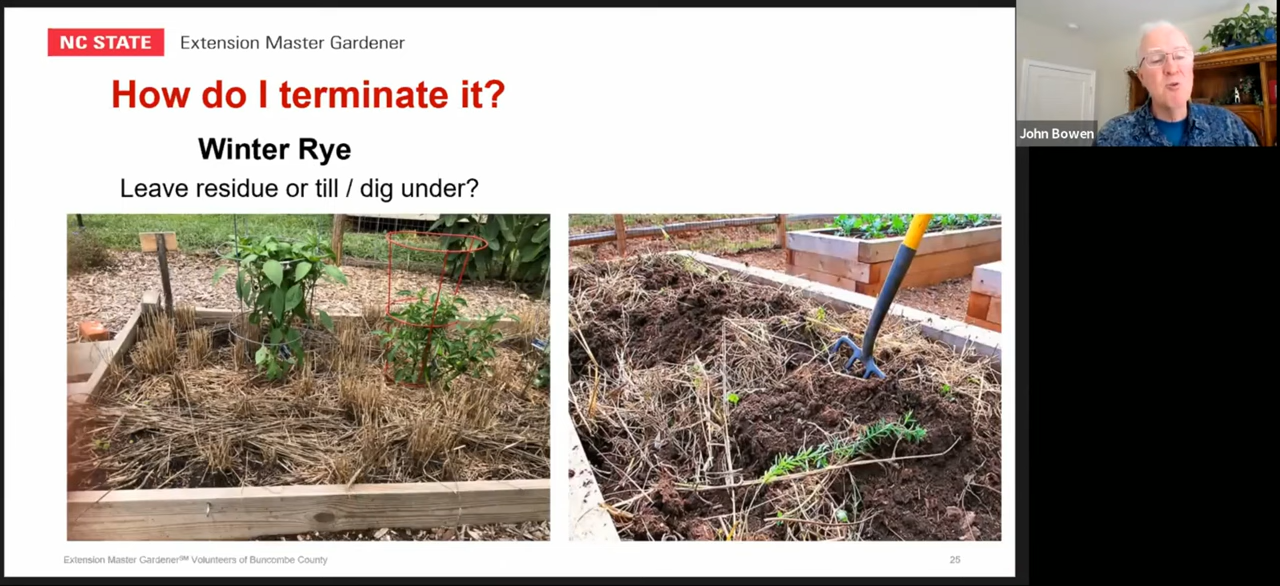 NC STATE Extension Master Gardener
How do I terminate it?
Winter Rye
Leave residue or till / dig under?
John Bowen
Extension Master Gardener℠ Volunteers of Buncombe County
25